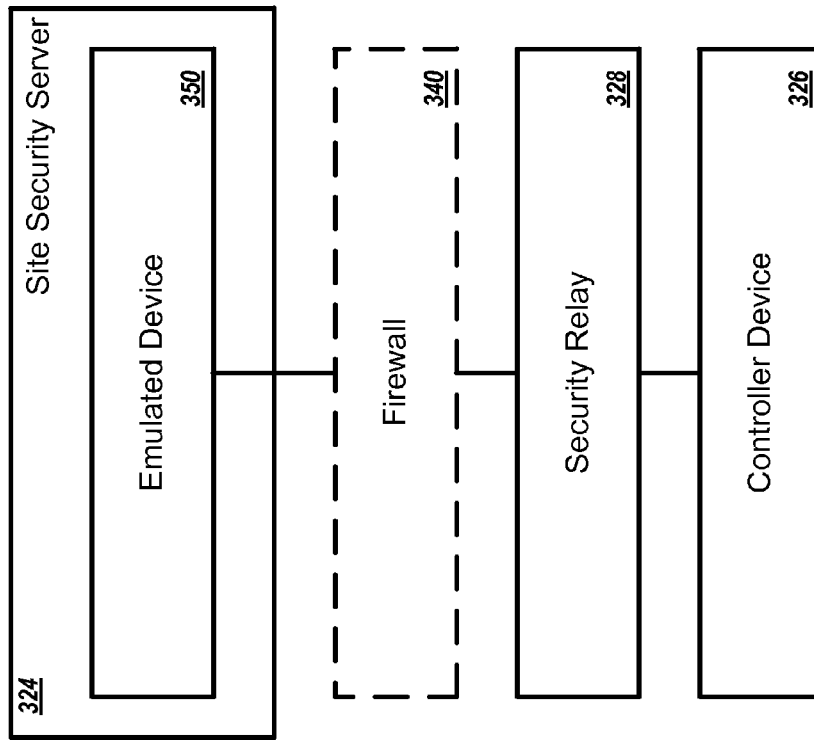 Site Security Server
324
Emulated Device
350
Firewall
340
Security Relay
328
Controller Device
326